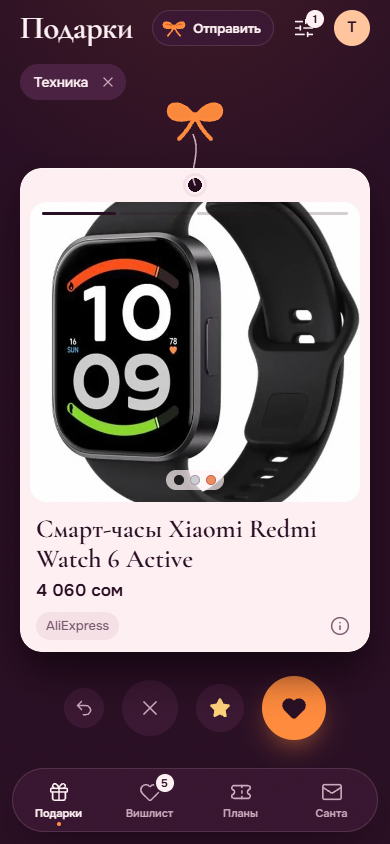 Подарки
Отправить
1
Т
Техника
10
16
SUN
78
09
Смарт-часы Xiaomi Redmi
Watch 6 Active
4 060 сом
AliExpress
5
Подарки
Вишлист
Планы
Санта